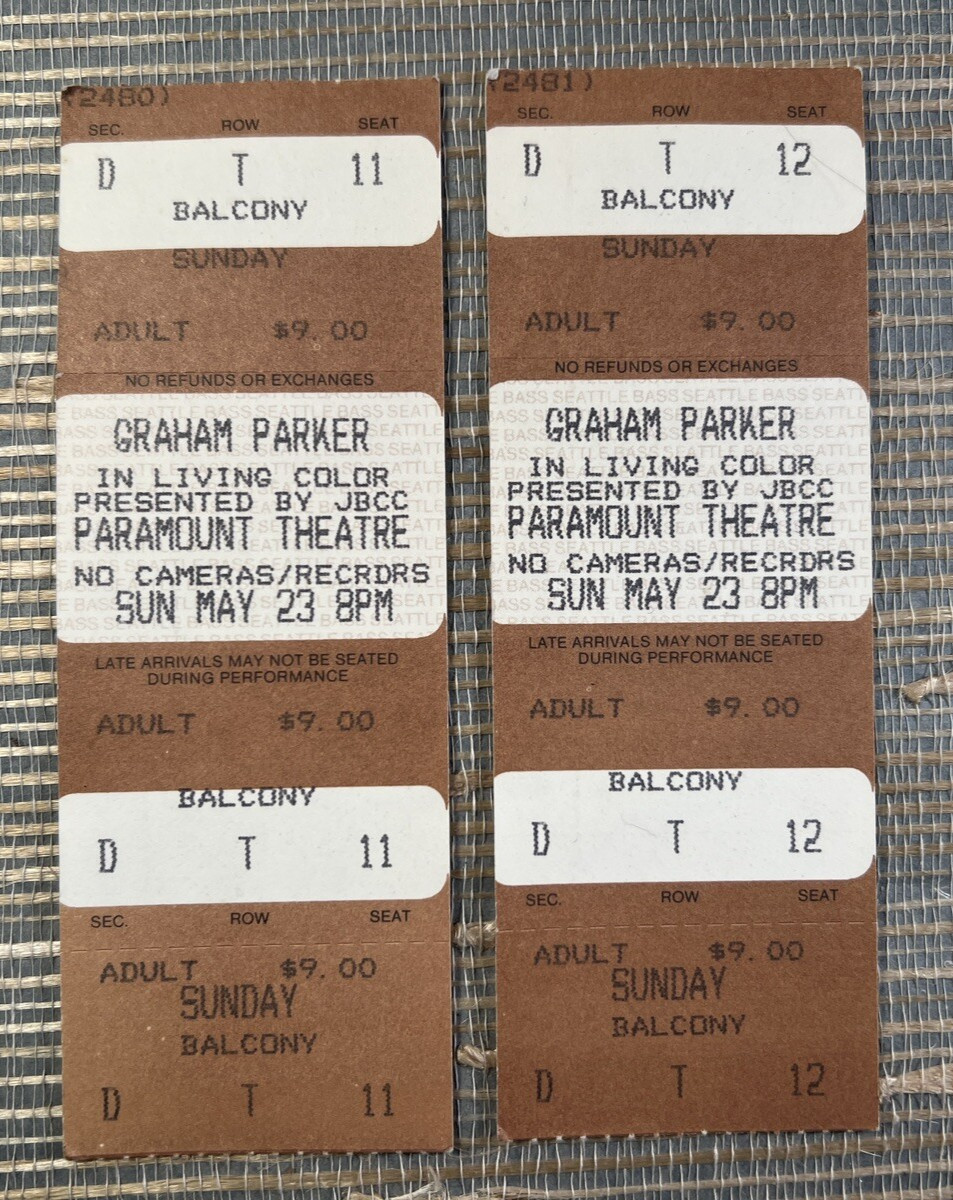 (2480)
SEC. ROW SEAT
D T 11
BALCONY
SUNDAY
ADULT $9.00
NO REFUNDS OR EXCHANGES
GRAHAM PARKER
IN LIVING COLOR
PRESENTED BY JBCC
PARAMOUNT THEATRE
NO CAMERAS/RECRDRS
SUN MAY 23 8PM
LATE ARRIVALS MAY NOT BE SEATED
DURING PERFORMANCE
ADULT $9.00
BALCONY
D T 11
SEC. ROW SEAT
ADULT $9.00
SUNDAY
BALCONY
D T 11
(2481)
SEC. ROW SEAT
D T 12
BALCONY
SUNDAY
ADULT $9.00
NO REFUNDS OR EXCHANGES
GRAHAM PARKER
IN LIVING COLOR
PRESENTED BY JBCC
PARAMOUNT THEATRE
NO CAMERAS/RECRDRS
SUN MAY 23 8PM
LATE ARRIVALS MAY NOT BE SEATED
DURING PERFORMANCE
ADULT $9.00
BALCONY
D T 12
SEC. ROW SEAT
ADULT $9.00
SUNDAY
BALCONY
D T 12